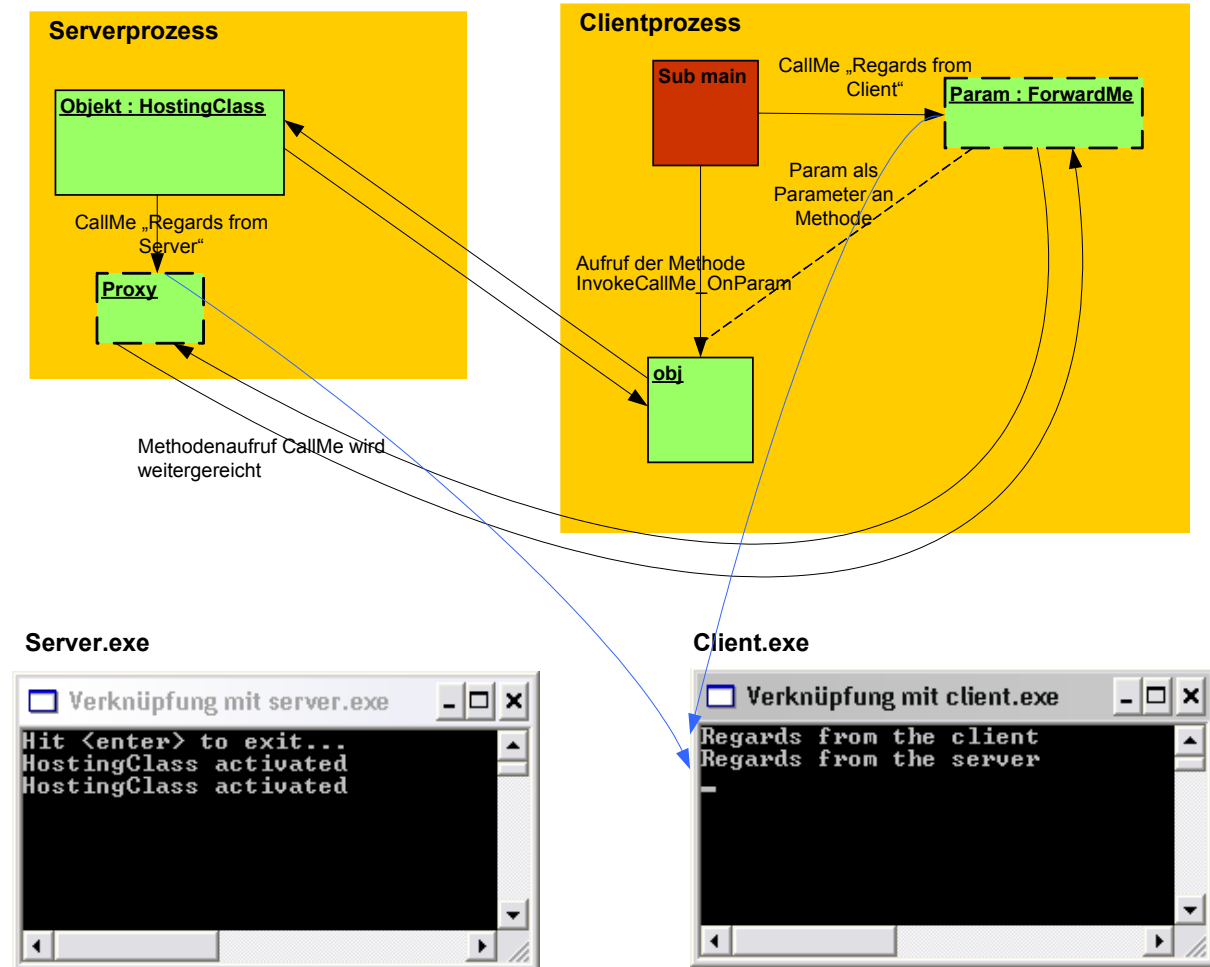 Serverprozess
Clientprozess
Objekt : HostingClass
CallMe „Regards from
Server“
Proxy
Sub main
CallMe „Regards from
Client“
Param : ForwardMe
Param als
Parameter an
Methode
Aufruf der Methode
InvokeCallMe_OnParam
obj
Methodenaufruf CallMe wird
weitergereicht
Server.exe
Verknüpfung mit server.exe
Hit <enter> to exit...
HostingClass activated
HostingClass activated
Client.exe
Verknüpfung mit client.exe
Regards from the client
Regards from the server